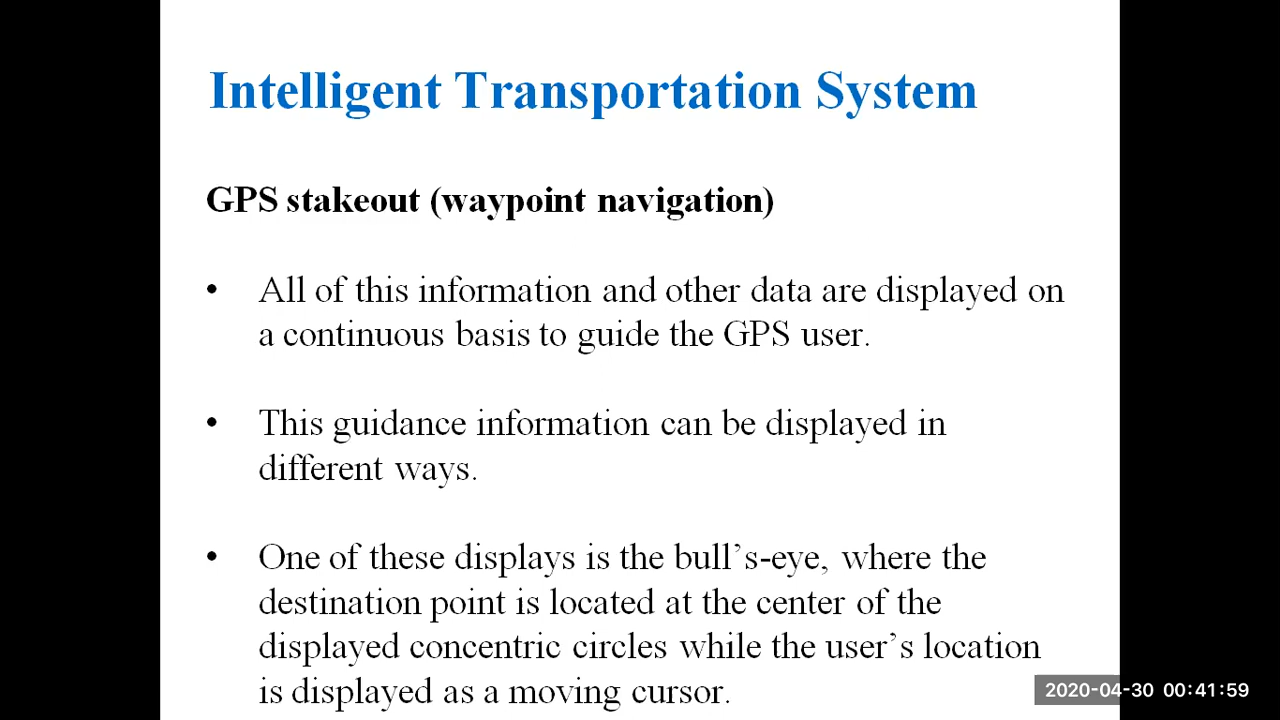 Intelligent Transportation System
GPS stakeout (waypoint navigation)
• All of this information and other data are displayed on
a continuous basis to guide the GPS user.
• This guidance information can be displayed in
different ways.
• One of these displays is the bull’s-eye, where the
destination point is located at the center of the
displayed concentric circles while the user’s location
is displayed as a moving cursor.
2020-04-30 00:41:59